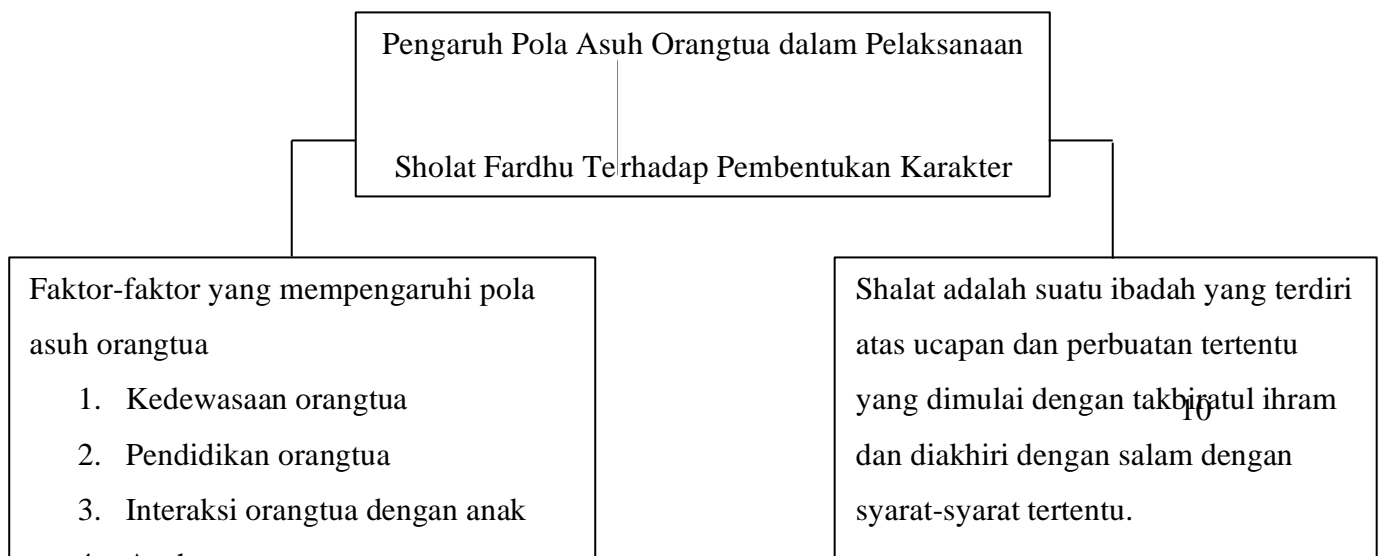 Pengaruh Pola Asuh Orangtua dalam Pelaksanaan
Sholat Fardhu Terhadap Pembentukan Karakter
Faktor-faktor yang mempengaruhi pola
asuh orangtua
1. Kedewasaan orangtua
2. Pendidikan orangtua
3. Interaksi orangtua dengan anak
Shalat adalah suatu ibadah yang terdiri
atas ucapan dan perbuatan tertentu
yang dimulai dengan takbiratul ihram
10
dan diakhiri dengan salam dengan
syarat-syarat tertentu.